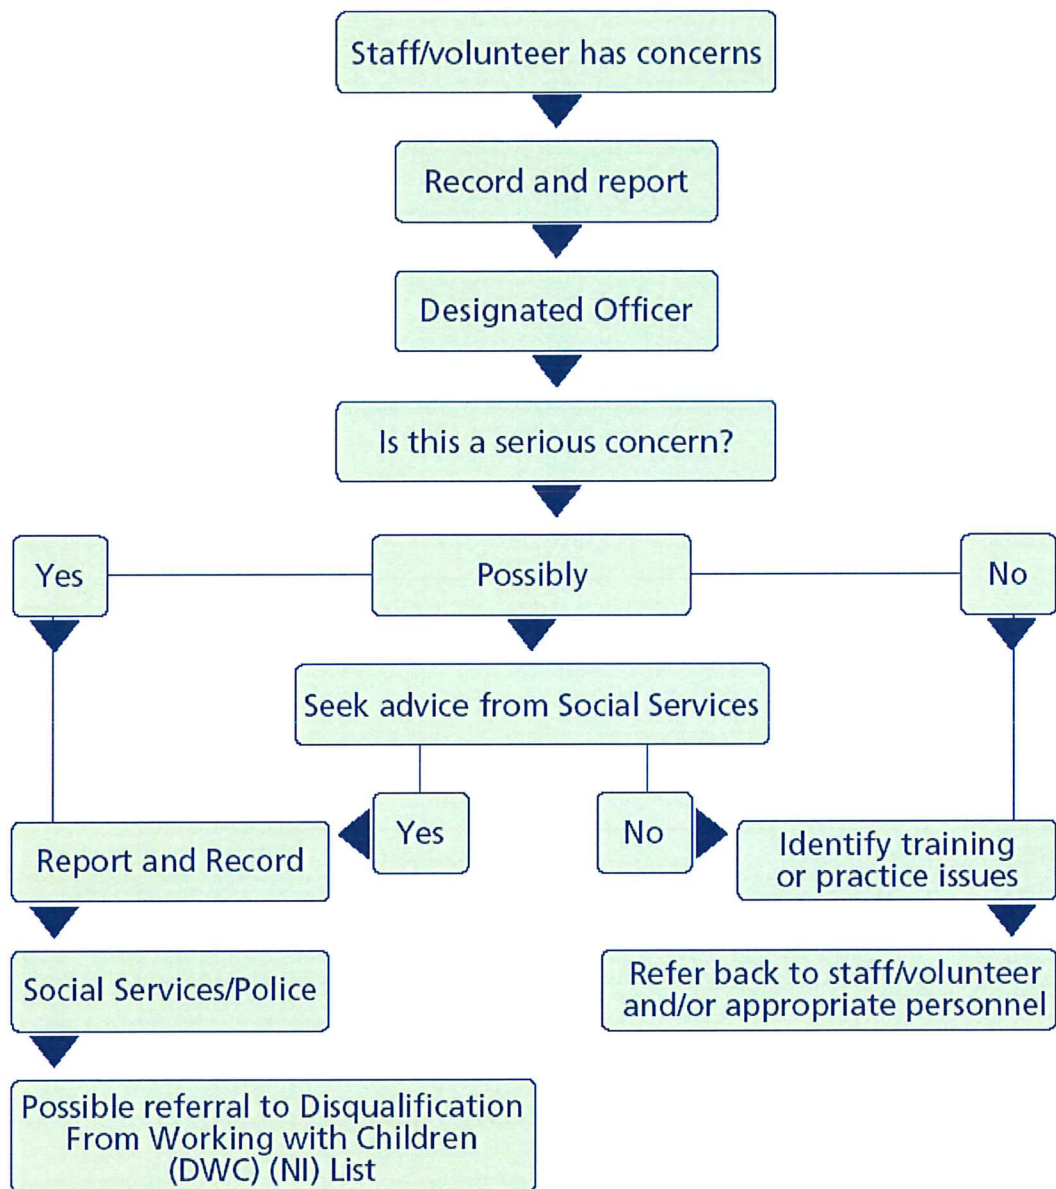 Staff/volunteer has concerns
Record and report
Designated Officer
Is this a serious concern?
Yes
Possibly
No
Seek advice from Social Services
Yes
No
Report and Record
Identify training
or practice issues
Social Services/Police
Refer back to staff/volunteer
and/or appropriate personnel
Possible referral to Disqualification
From Working with Children
(DWC) (NI) List